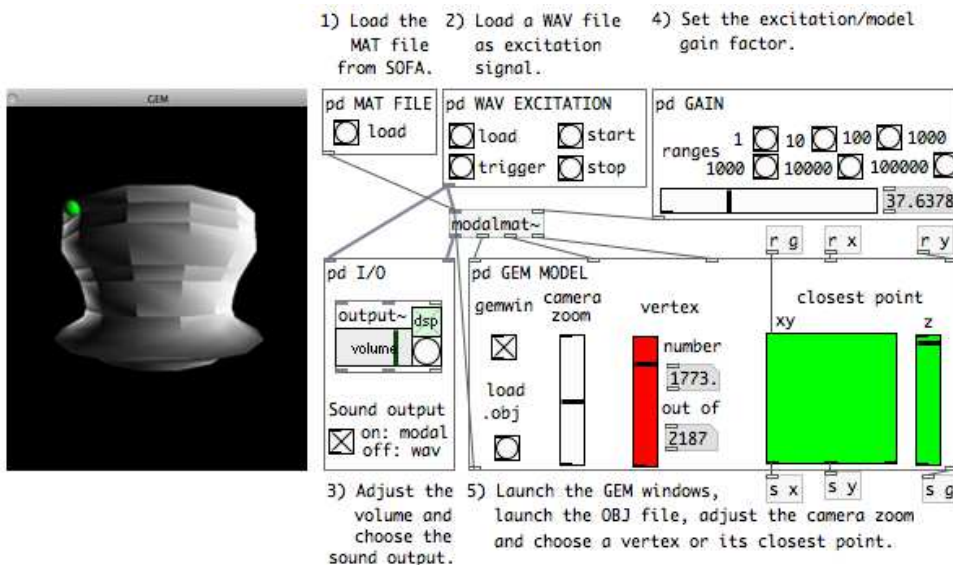 1) Load the
MAT file
from SOFA.
2) Load a WAV file
as excitation
signal.
4) Set the excitation/model
gain factor.
GEM
pd MAT FILE
load
pd WAV EXCITATION
load
start
trigger
stop
pd GAIN
ranges
1
10
100
1000
1000
10000
100000
37.6378
modalmat~
r g
r x
r y
pd I/O
output~
dsp
volume
Sound output
on: modal
off: wav
pd GEM MODEL
gemwin
camera
zoom
vertex
closest point
xy
z
number
1773.
load
.obj
out of
2187
s x
s y
s g
3) Adjust the
volume and
choose the
sound output.
5) Launch the GEM windows,
launch the OBJ file, adjust the camera zoom
and choose a vertex or its closest point.